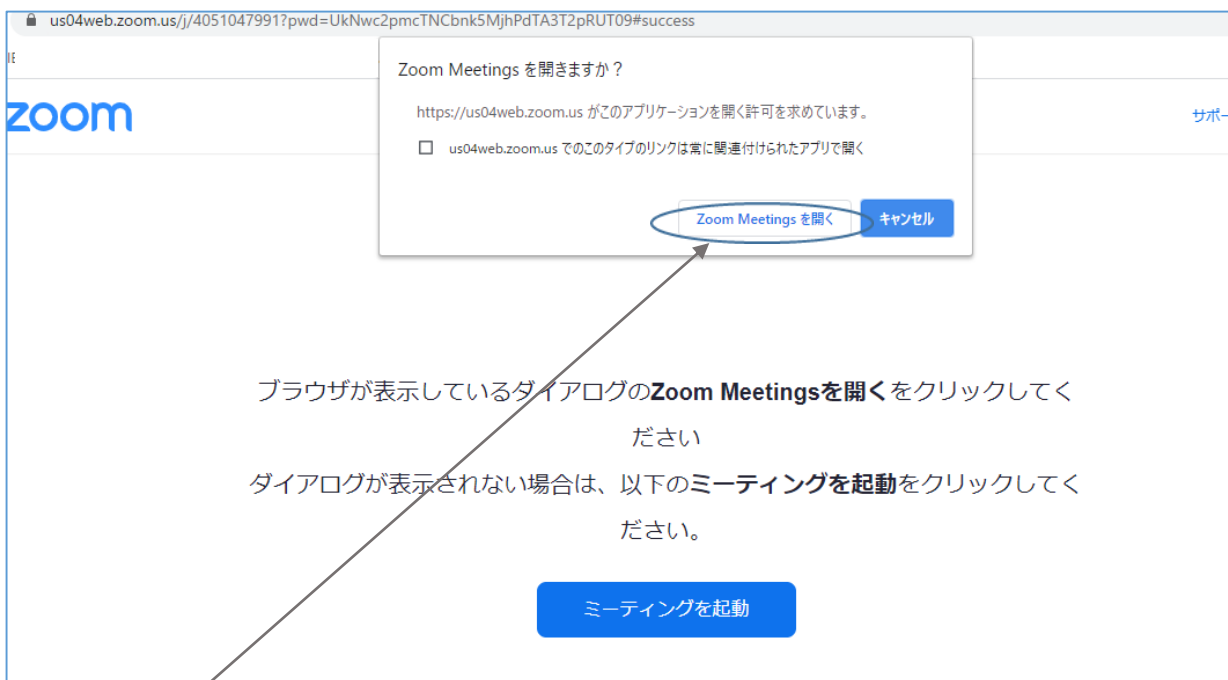 us04web.zoom.us/j/4051047991?pwd=UkNwc2pmcTNCbnk5MjhPdTA3T2pRUT09#success
Zoom Meetings を開きますか？
zoom
https://us04web.zoom.us がこのアプリケーションを開く許可を求めています。
サポー
us04web.zoom.us でのこのタイプのリンクは常に関連付けられたアプリで開く
Zoom Meetings を開く
キャンセル
ブラウザが表示しているダイアログのZoom Meetingsを開くをクリックしてく
ださい
ダイアログが表示されない場合は、以下のミーティングを起動をクリックしてく
ださい。
ミーティングを起動